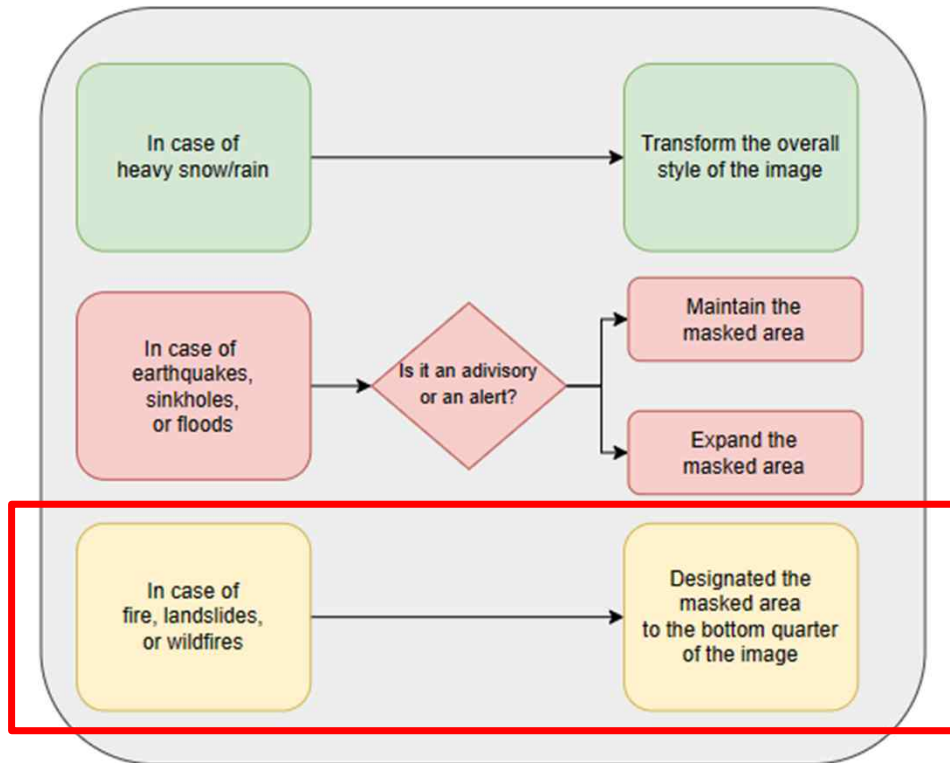 In case of
heavy snow/rain
Transform the overall
style of the image
In case of
earthquakes,
sinkholes,
or floods
Is it an adivisory
or an alert?
Maintain the
masked area
Expand the
masked area
In case of
fire, landslides,
or wildfires
Designated the
masked area
to the bottom quarter
of the image